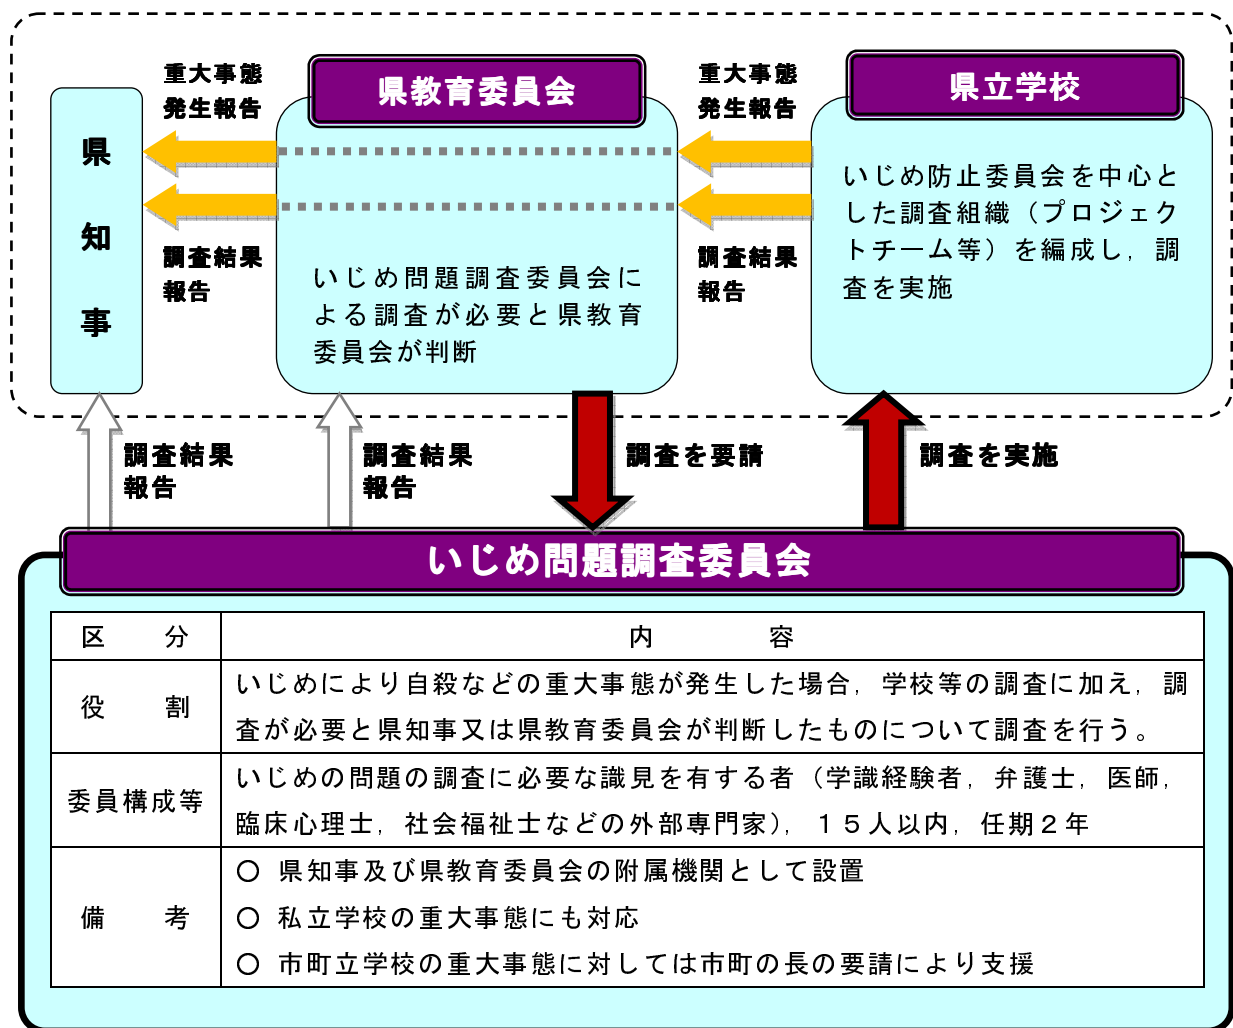 重大事態
発生報告
県教育委員会
重大事態
発生報告
県立学校
県
知
事
調査結果
報告
いじめ問題調査委員会に
よる調査が必要と県教育
委員会が判断
調査結果
報告
いじめ防止委員会を中心と
した調査組織（プロジェク
トチーム等）を編成し，調
査を実施
調査結果
報告
調査結果
報告
調査を要請
調査を実施
いじめ問題調査委員会
区　　分
内　　　　容
役　　割
いじめにより自殺などの重大事態が発生した場合，学校等の調査に加え，調
査が必要と県知事又は県教育委員会が判断したものについて調査を行う。
委員構成等
いじめの問題の調査に必要な識見を有する者（学識経験者，弁護士，医師，
臨床心理士，社会福祉士などの外部専門家），１５人以内，任期２年
備　　考
○ 県知事及び県教育委員会の附属機関として設置
○ 私立学校の重大事態にも対応
○ 市町立学校の重大事態に対しては市町の長の要請により支援